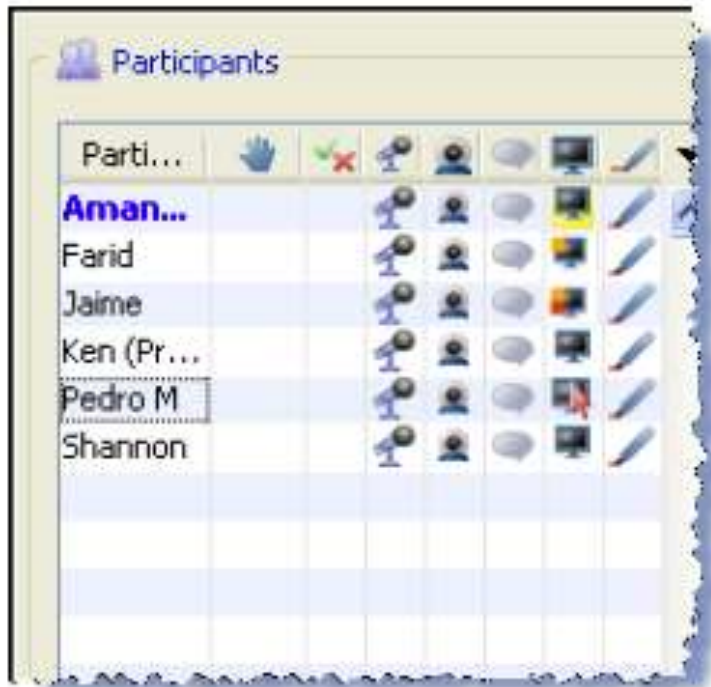 Participants
Parti...
Aman...
Farid
Jaime
Ken (Pr...
Pedro M
Shannon